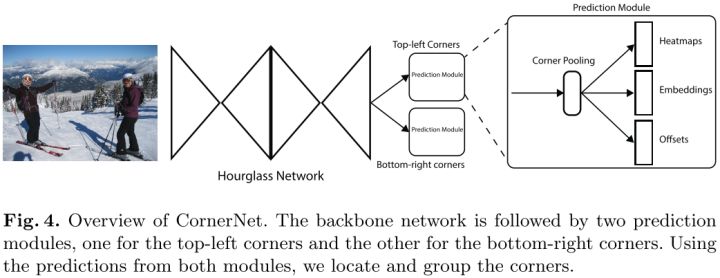 Prediction Module
Top-left Corners
Prediction Module
Prediction Module
Bottom-right corners
Hourglass Network
Corner Pooling
Heatmaps
Embeddings
Offsets
Fig. 4. Overview of CornerNet. The backbone network is followed by two prediction
modules, one for the top-left corners and the other for the bottom-right corners. Using
the predictions from both modules, we locate and group the corners.